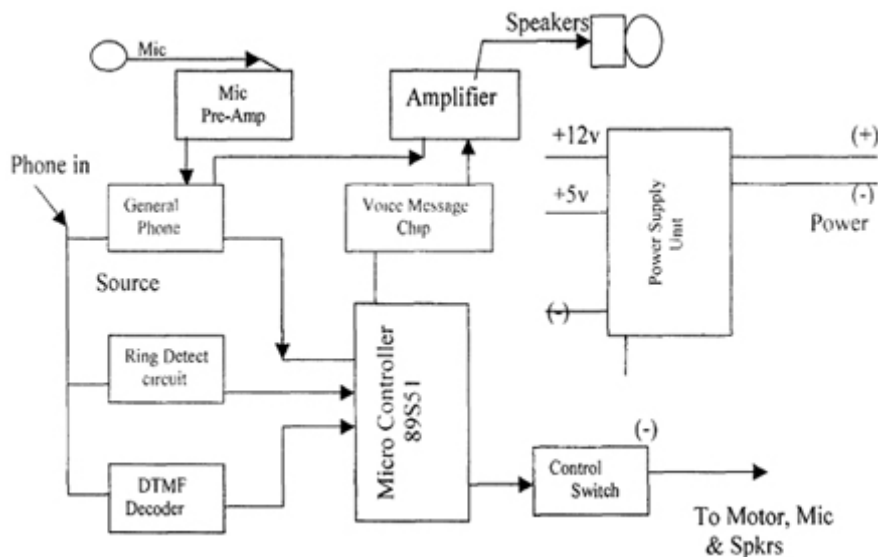 Speakers
Mic
Mic
Pre-Amp
Amplifier
Phone in
General
Phone
Voice Message
Chip
+12v
(+)
+5v
(-)
Power
Power Supply
Unit
(-)
Source
Ring Detect
circuit
Micro Controller
89S51
DTMF
Decoder
Control
Switch
(-)
To Motor, Mic
& Spkrs